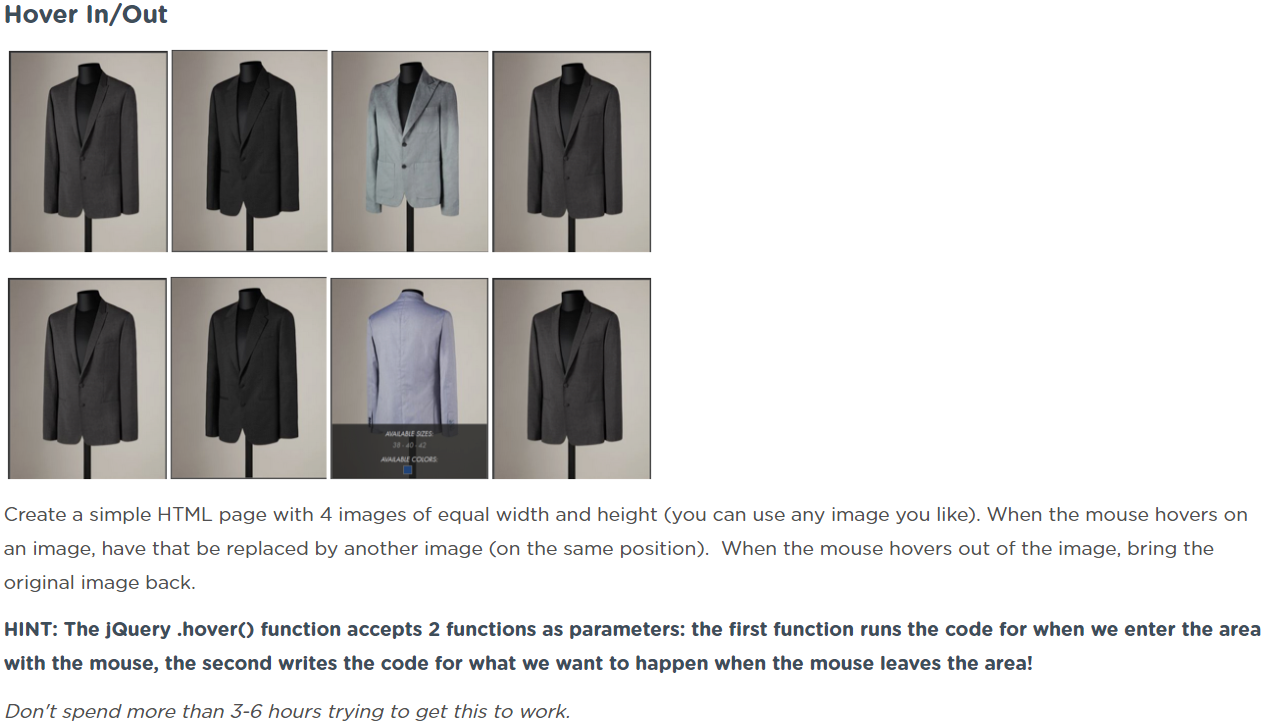 Hover In/Out
AVAILABLE SIZES:
38 - 40 - 42
AVAILABLE COLORS:
Create a simple HTML page with 4 images of equal width and height (you can use any image you like). When the mouse hovers on
an image, have that be replaced by another image (on the same position).  When the mouse hovers out of the image, bring the
original image back.
HINT: The jQuery .hover() function accepts 2 functions as parameters: the first function runs the code for when we enter the area
with the mouse, the second writes the code for what we want to happen when the mouse leaves the area!
Don't spend more than 3-6 hours trying to get this to work.